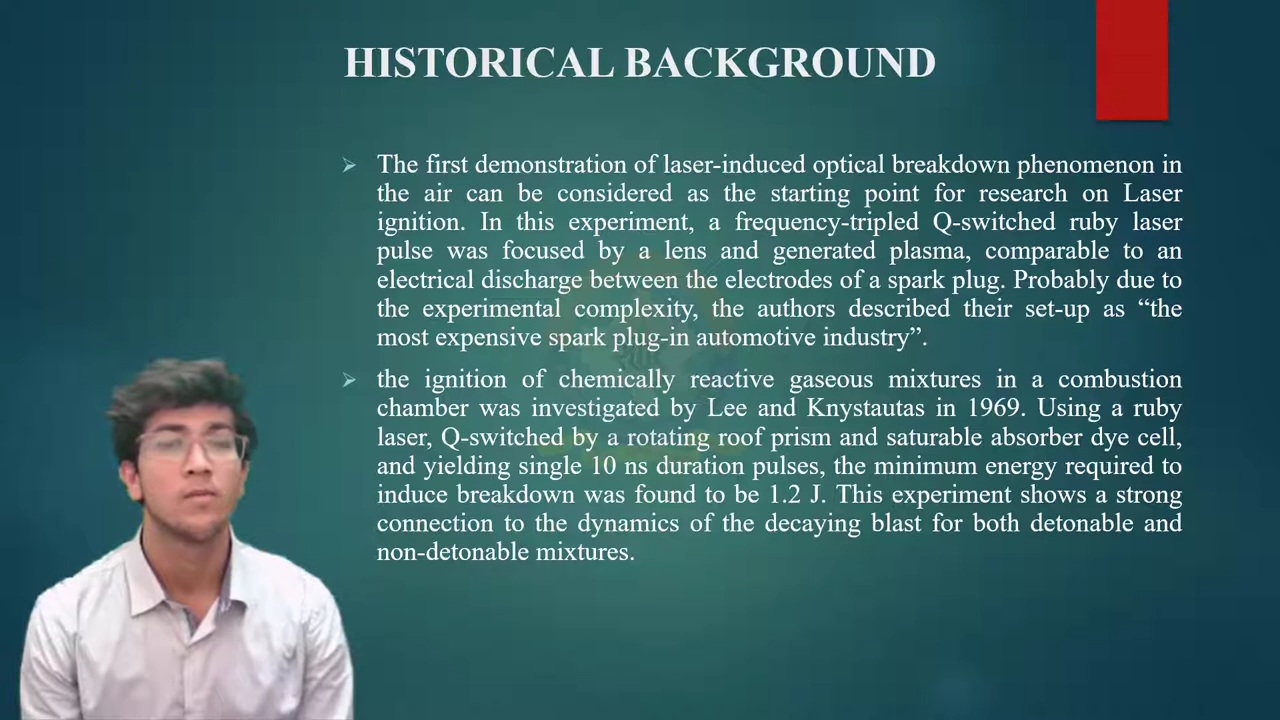 HISTORICAL BACKGROUND
The first demonstration of laser-induced optical breakdown phenomenon in
the air can be considered as the starting point for research on Laser
ignition. In this experiment, a frequency-tripled Q-switched ruby laser
pulse was focused by a lens and generated plasma, comparable to an
electrical discharge between the electrodes of a spark plug. Probably due to
the experimental complexity, the authors described their set-up as “the
most expensive spark plug-in automotive industry”.
the ignition of chemically reactive gaseous mixtures in a combustion
chamber was investigated by Lee and Knystautas in 1969. Using a ruby
laser, Q-switched by a rotating roof prism and saturable absorber dye cell,
and yielding single 10 ns duration pulses, the minimum energy required to
induce breakdown was found to be 1.2 J. This experiment shows a strong
connection to the dynamics of the decaying blast for both detonable and
non-detonable mixtures.